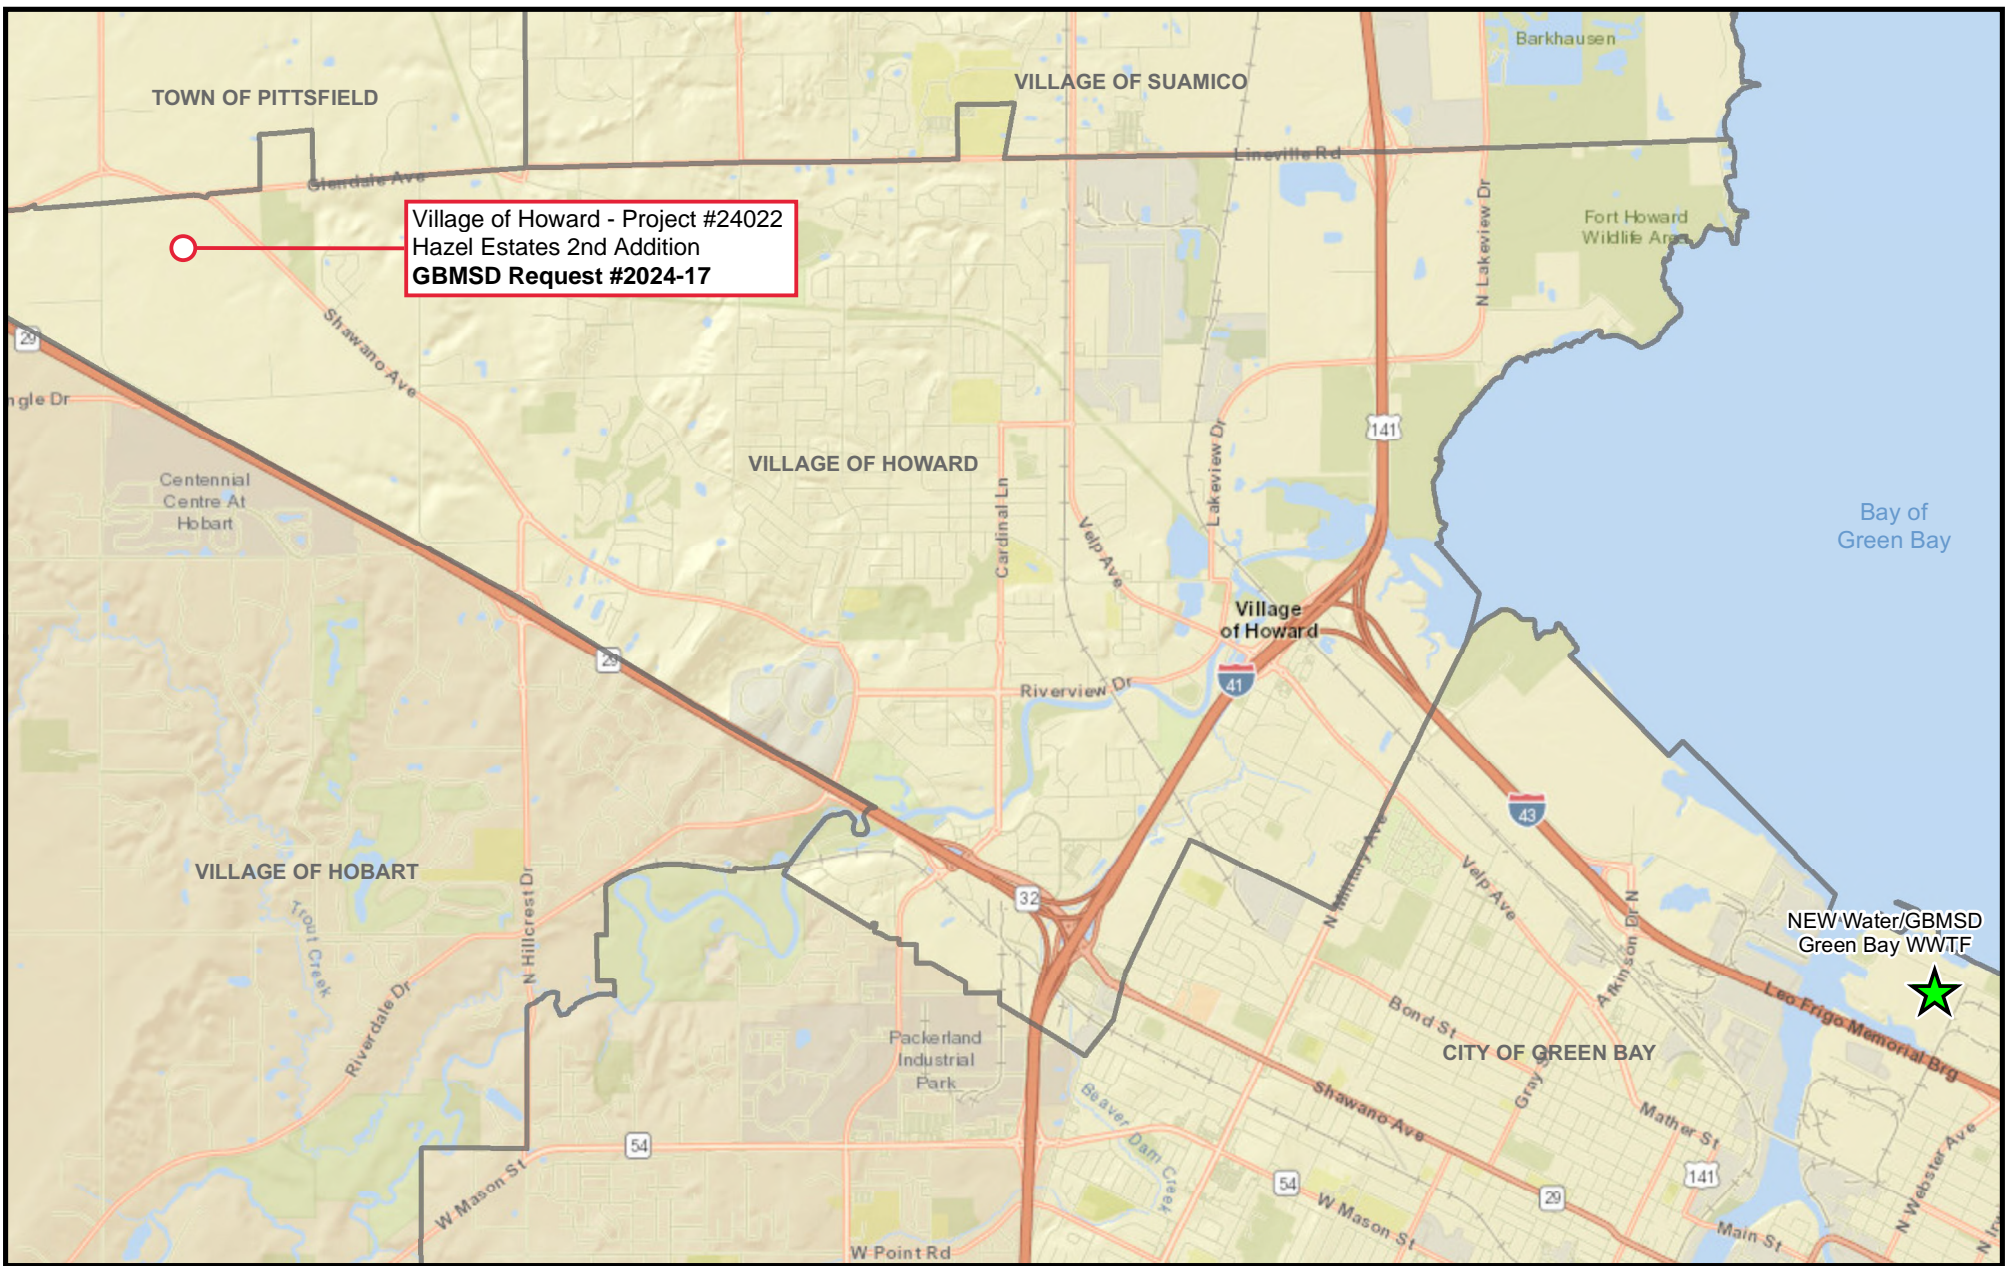 Barkhausen
VILLAGE OF SUAMICO
TOWN OF PITTSFIELD
Lineville Rd
Glendale Ave
N Lakeview Dr
Fort Howard
Wildlife Area
Village of Howard - Project #24022
Hazel Estates 2nd Addition
GBMSD Request #2024-17
29
Shawano Ave
ngle Dr
141
VILLAGE OF HOWARD
Centennial
Centre At
Hobart
Cardinal Ln
Lakeview Dr
Velp Ave
Bay of
Green Bay
Village
of Howard
29
41
Riverview Dr
43
VILLAGE OF HOBART
N Hillcrest Dr
Trout Creek
32
N Military Ave
Velp Ave
Atkinson Dr N
NEW Water/GBMSD
Green Bay WWTF
Leo Frigo Memorial Brg
Riverdale Dr
Bond St
CITY OF GREEN BAY
Packerland
Industrial
Park
Gray St
Beaver Dam Creek
Shawano Ave
Mather St
N Webster Ave
54
W Mason St
54
W Mason St
29
141
Main St
W Point Rd